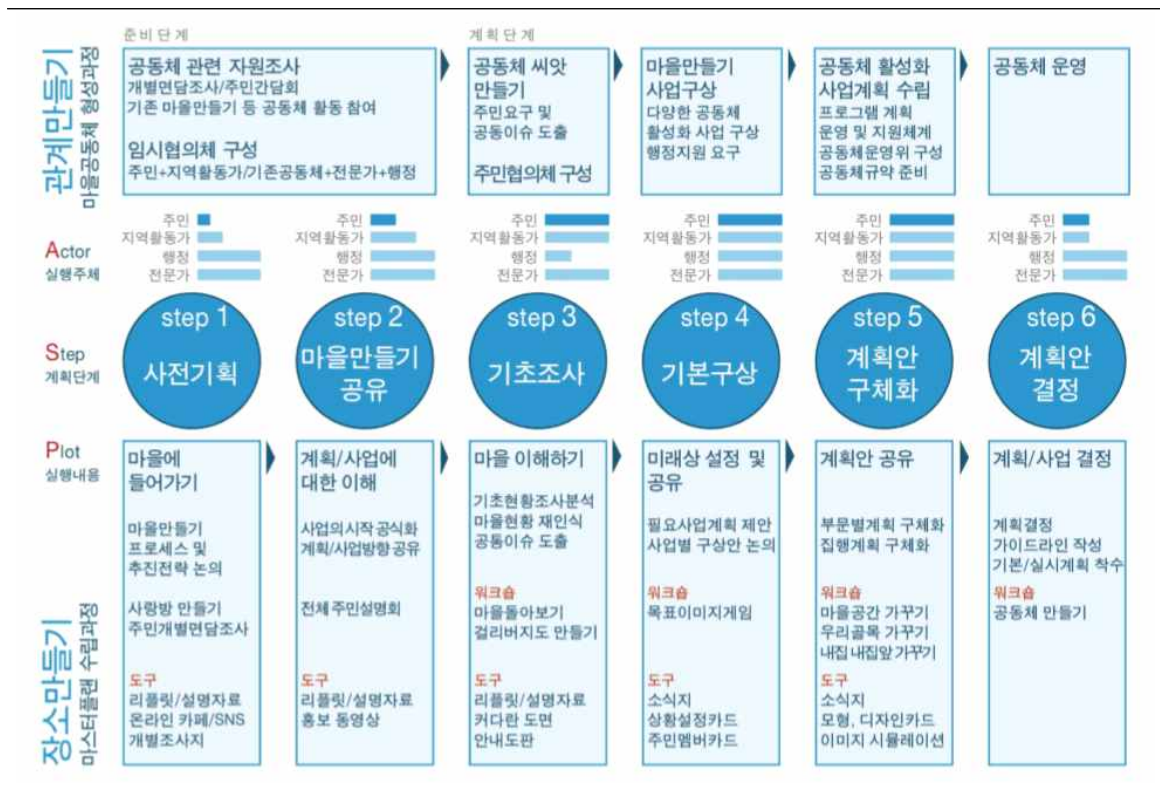 준비단계
계획단계
관계만들기
마을공동체 형성과정
공동체 관련 자원조사
개별면담조사/주민간담회
기존 마을만들기 등 공동체 활동 참여
임시협의체 구성
주민+지역활동가/기존공동체+전문가+행정
공동체 씨앗
만들기
주민요구 및
공동이슈 도출
주민협의체 구성
마을만들기
사업구상
다양한 공동체
활성화 사업 구상
행정지원 요구
공동체 활성화
사업계획 수립
프로그램 계획
운영 및 지원체계
공동체운영위 구성
공동체규약 준비
공동체 운영
Actor
실행주체
주민
지역활동가
행정
전문가
주민
지역활동가
행정
전문가
주민
지역활동가
행정
전문가
주민
지역활동가
행정
전문가
주민
지역활동가
행정
전문가
주민
지역활동가
행정
전문가
Step
계획단계
step 1
사전기획
step 2
마을만들기
공유
step 3
기초조사
step 4
기본구상
step 5
계획안
구체화
step 6
계획안
결정
Plot
실행내용
장소만들기
마스터플랜 수립과정
마을에
들어가기
마을만들기
프로세스 및
추진전략 논의
사랑방 만들기
주민개별면담조사
도구
리플릿/설명자료
온라인 카페/SNS
개별조사지
계획/사업에
대한 이해
사업의시작 공식화
계획/사업방향 공유
전체 주민설명회
도구
리플릿/설명자료
홍보 동영상
마을 이해하기
기초현황조사분석
마을현황 재인식
공통이슈 도출
워크숍
마을돌아보기
걸리버지도 만들기
도구
리플릿/설명자료
커다란 도면
안내도판
미래상 설정 및
공유
필요사업계획 제안
사업별 구상안 논의
워크숍
목표이미지게임
도구
소식지
상황설정카드
주민멤버카드
계획안 공유
부문별계획 구체화
집행계획 구체화
워크숍
마을공간 가꾸기
우리골목 가꾸기
내집 내집앞 가꾸기
도구
소식지
모형, 디자인카드
이미지 시뮬레이션
계획/사업 결정
계획결정
가이드라인 작성
기본/실시계획 착수
워크숍
공동체 만들기